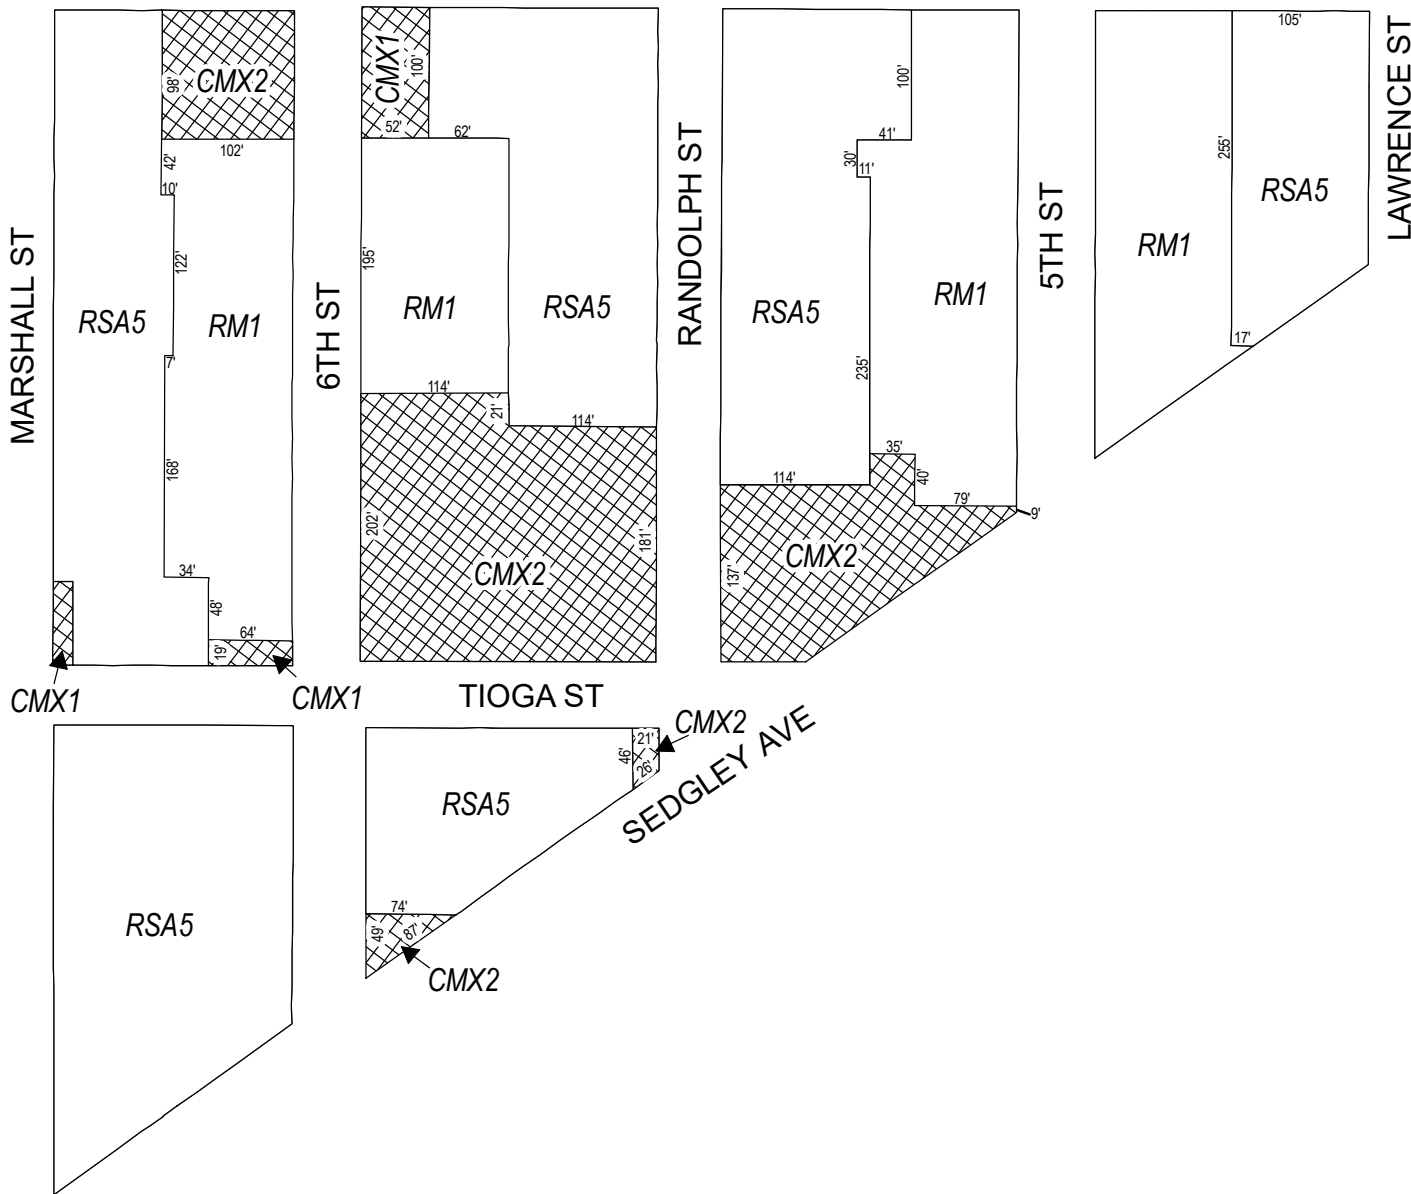 105'
LAWRENCE ST
CMX2
98'
CMX1
100'
100'
52'
62'
41'
102'
42'
30'
11'
10'
255'
RSA5
RM1
5TH ST
RANDOLPH ST
MARSHALL ST
122'
195'
RSA5
RM1
6TH ST
RM1
RSA5
RSA5
RM1
17'
7'
235'
114'
21'
114'
35'
168'
114'
40'
79'
9'
202'
181'
CMX2
137'
CMX2
34'
48'
64'
19'
CMX1
CMX1
TIOGA ST
21'
CMX2
46'
26'
SEDGLEY AVE
RSA5
74'
49'
87'
CMX2
RSA5